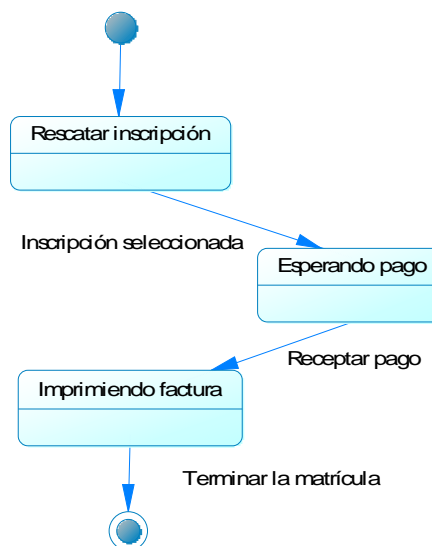 Rescatar inscripción
Inscripción seleccionada
Esperando pago
Receptar pago
Imprimiendo factura
Terminar la matrícula